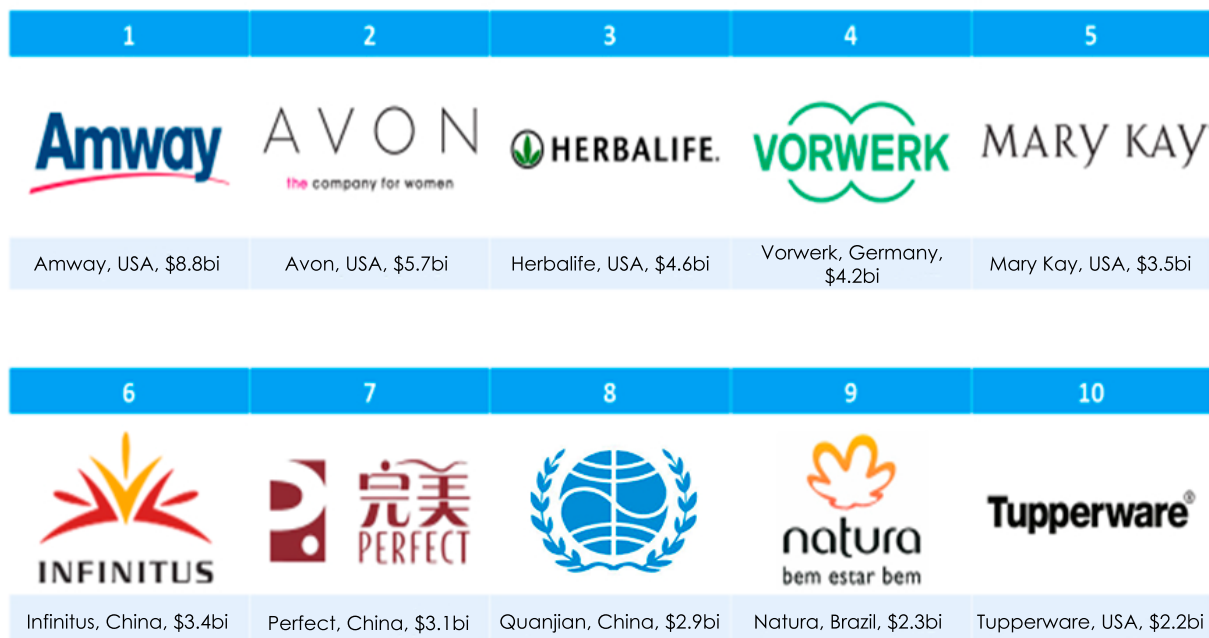 1
2
3
4
5
Amway
AVON
the company for women
HERBALIFE.
VORWERK
MARY KAY
Amway, USA, $8.8bi
Avon, USA, $5.7bi
Herbalife, USA, $4.6bi
Vorwerk, Germany,
$4.2bi
Mary Kay, USA, $3.5bi
6
7
8
9
10
INFINITUS
完美
PERFECT
natura
bem estar bem
Tupperware®
Infinitus, China, $3.4bi
Perfect, China, $3.1bi
Quanjian, China, $2.9bi
Natura, Brazil, $2.3bi
Tupperware, USA, $2.2bi